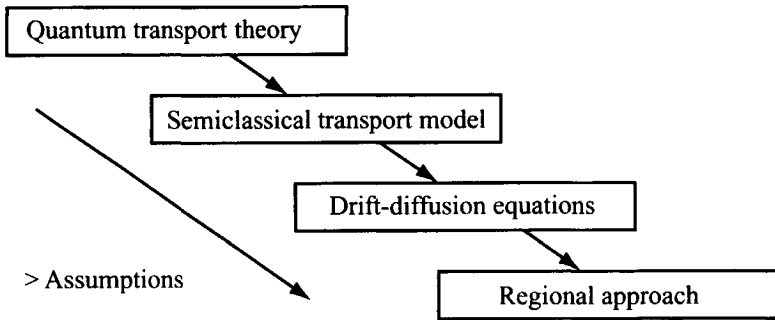 Quantum transport theory
Semiclassical transport model
Drift-diffusion equations
> Assumptions
Regional approach